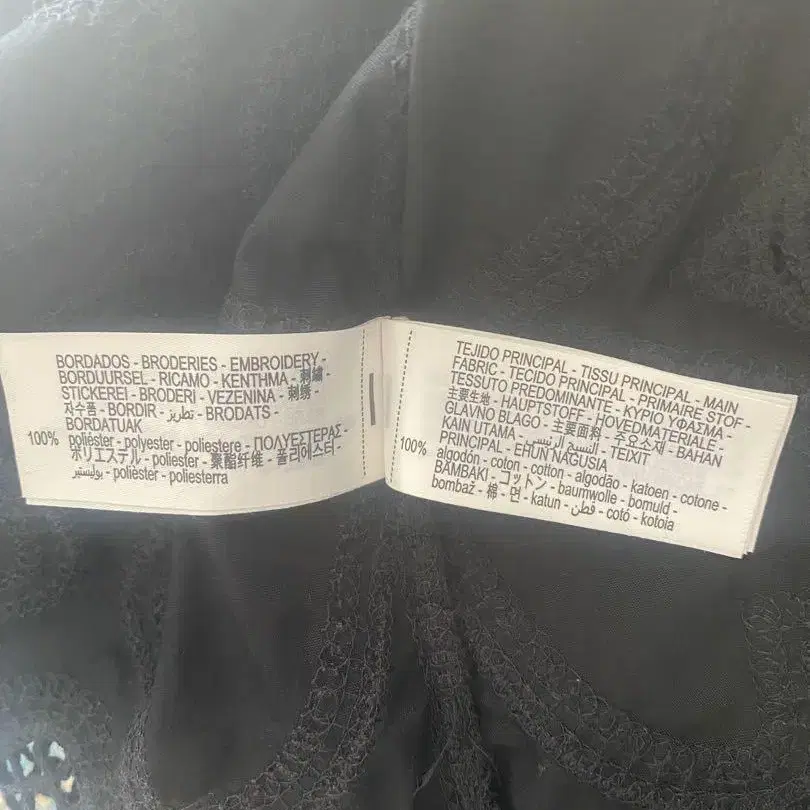 BORDADOS - BRODERIES - EMBROIDERY -
BORDUURSEL - RICAMO - KENTHMA - 刺繍 -
STICKEREI - BRODERI - VEZENINA - 刺绣 -
자수품 - BORDIR - تطريز - BRODATS -
BORDATUAK
100% poliéster - polyester - poliestere - ΠΟΛΥΕΣΤΕΡΑΣ -
ポリエステル - poliester - 聚酯纤维 - 폴리에스터 -
بوليستير - polièster - poliesterra
TEJIDO PRINCIPAL - TISSU PRINCIPAL - MAIN
FABRIC - TECIDO PRINCIPAL - PRIMAIRE STOF -
TESSUTO PREDOMINANTE - ΚΥΡΙΟ ΥΦΑΣΜΑ -
主要生地 - HAUPTSTOFF - HOVEDMATERIALE -
GLAVNO BLAGO - 主要面料 - 주요소재 - BAHAN
KAIN UTAMA - النسيج الرئيسي - TEIXIT
PRINCIPAL - EHUN NAGUSIA
100% algodón - coton - cotton - algodão - katoen - cotone -
BAMBAKI - コットン - baumwolle - bomuld -
bombaž - 棉 - 면 - katun - قطن - cotó - kotoia